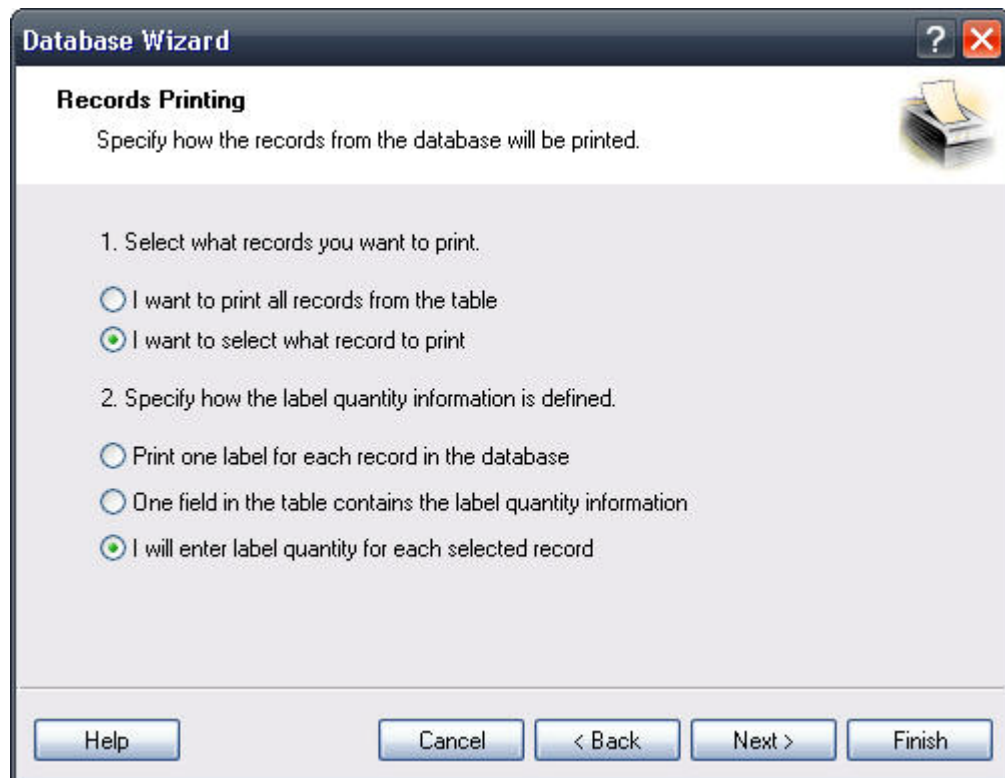 Database Wizard
?
Records Printing
Specify how the records from the database will be printed.
1. Select what records you want to print.
I want to print all records from the table
I want to select what record to print
2. Specify how the label quantity information is defined.
Print one label for each record in the database
One field in the table contains the label quantity information
I will enter label quantity for each selected record
Help Cancel < Back Next > Finish